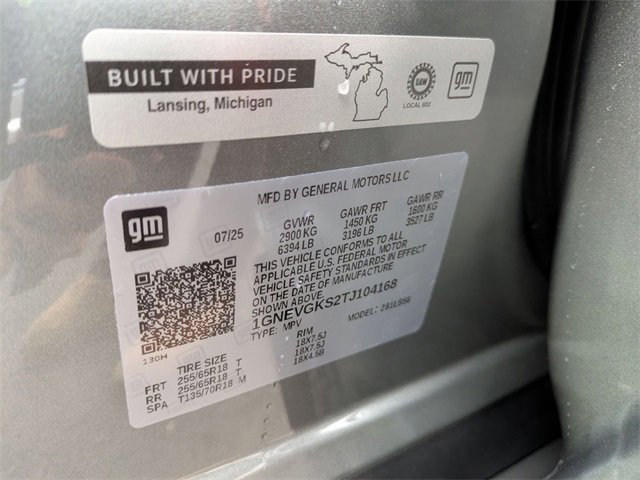 BUILT WITH PRIDE
Lansing, Michigan
UAW
LOCAL 602
gm
MFD BY GENERAL MOTORS LLC
gm
07/25
GVWR GAWR FRT GAWR RR
2900 KG 1450 KG 1600 KG
6394 LB 3196 LB 3527 LB
THIS VEHICLE CONFORMS TO ALL
APPLICABLE U.S. FEDERAL MOTOR
VEHICLE SAFETY STANDARDS IN EFFECT
ON THE DATE OF MANUFACTURE
SHOWN ABOVE.
1GNEVGKS2TJ104168
TYPE: MPV MODEL: 281LB56
130H
TIRE SIZE RIM
FRT 255/65R18 T 18X7.5J
RR 255/65R18 T 18X7.5J
SPA T135/70R18 M 18X4.5B